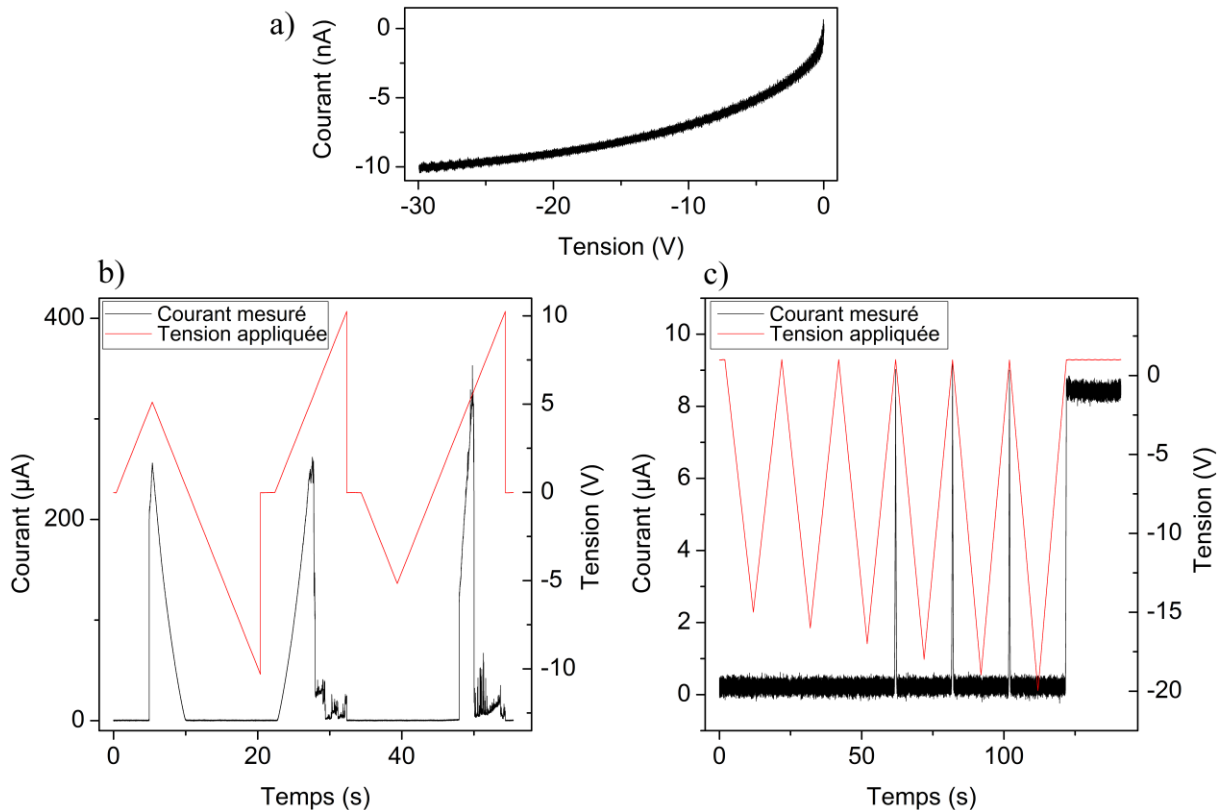 a)
Courant (nA)
0
-5
-10
-30
-20
-10
0
Tension (V)
b)
Courant mesuré
Tension appliquée
Courant (µA)
400
200
0
10
5
0
-5
-10
Tension (V)
0
20
40
Temps (s)
c)
Courant mesuré
Tension appliquée
Courant (µA)
10
8
6
4
2
0
0
-5
-10
-15
-20
Tension (V)
0
50
100
Temps (s)